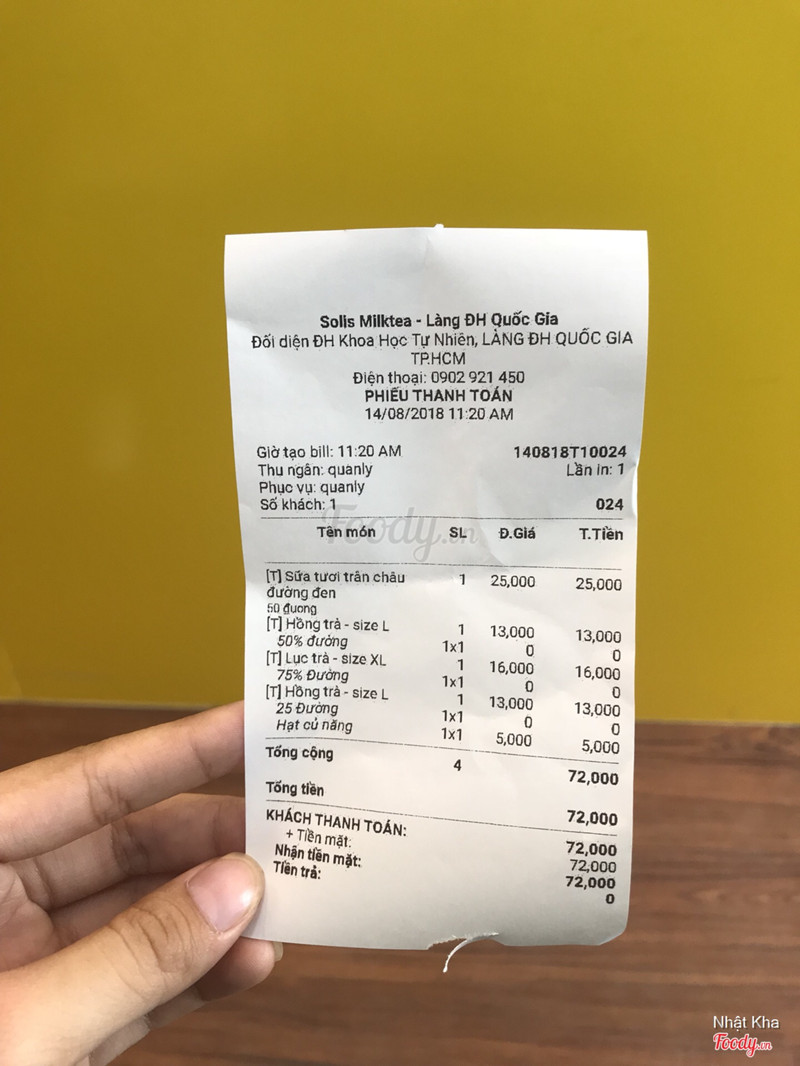 Solis Milktea - Làng ĐH Quốc Gia
Đối diện ĐH Khoa Học Tự Nhiên, LÀNG ĐH QUỐC GIA
TP.HCM
Điện thoại: 0902 921 450
PHIẾU THANH TOÁN
14/08/2018 11:20 AM
Giờ tạo bill: 11:20 AM 140818T10024
Thu ngân: quanly Lần in: 1
Phục vụ: quanly
Số khách: 1 024
Foody.vn
Tên món SL Đ.Giá T.Tiền
[T] Sữa tươi trân châu 1 25,000 25,000
đường đen
50 đuong
[T] Hồng trà - size L 1 13,000 13,000
50% đường 1x1 0 0
[T] Lục trà - size XL 1 16,000 16,000
75% Đường 1x1 0 0
[T] Hồng trà - size L 1 13,000 13,000
25 Đường 1x1 0 0
Hạt củ năng 1x1 5,000 5,000
Tổng cộng 4 72,000
Tổng tiền 72,000
KHÁCH THANH TOÁN: 72,000
+ Tiền mặt: 72,000
Nhận tiền mặt: 72,000
Tiền trả: 0
Nhật Kha
Foody.vn